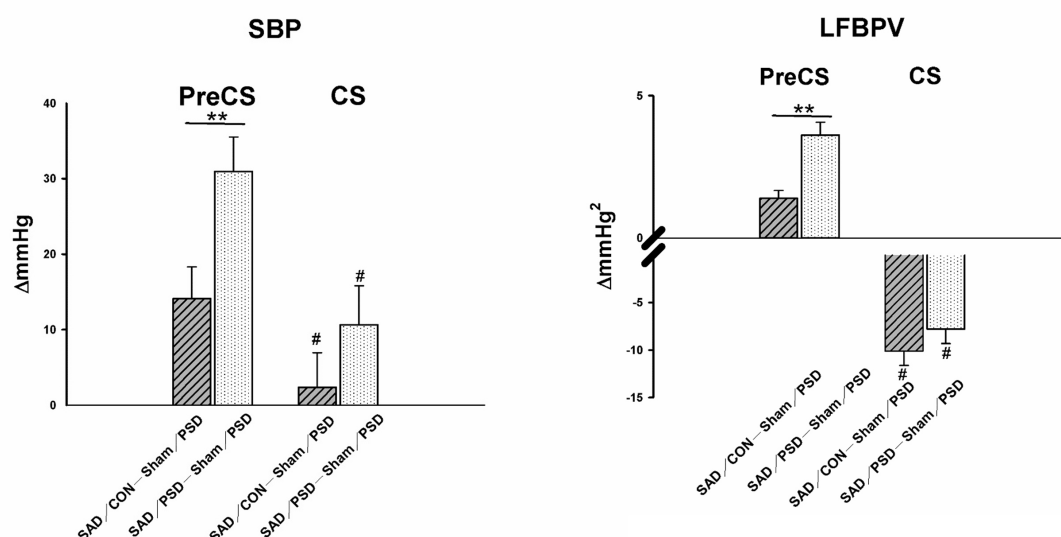 SBP
PreCS
CS
**
40
30
20
10
0
ΔmmHg
#
#
SAD/CON—Sham/PSD
SAD/PSD—Sham/PSD
SAD/CON—Sham/PSD
SAD/PSD—Sham/PSD
LFBPV
PreCS
CS
**
5
0
-5
-10
-15
ΔmmHg²
#
#
SAD/CON—Sham/PSD
SAD/PSD—Sham/PSD
SAD/CON—Sham/PSD
SAD/PSD—Sham/PSD